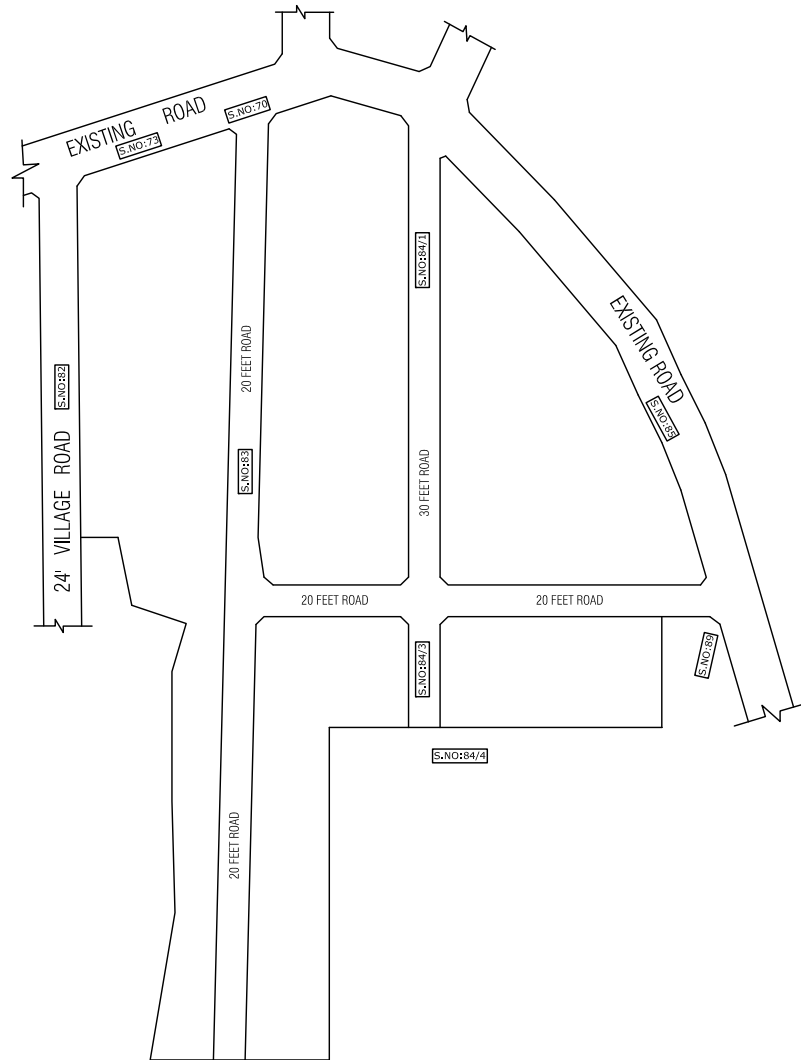 EXISTING ROAD
S.NO:70
S.NO:73
S.NO:84/1
20 FEET ROAD
EXISTING ROAD
S.NO:85
S.NO:82
24' VILLAGE ROAD
S.NO:83
30 FEET ROAD
20 FEET ROAD
20 FEET ROAD
S.NO:84/3
S.NO:89
S.NO:84/4
20 FEET ROAD